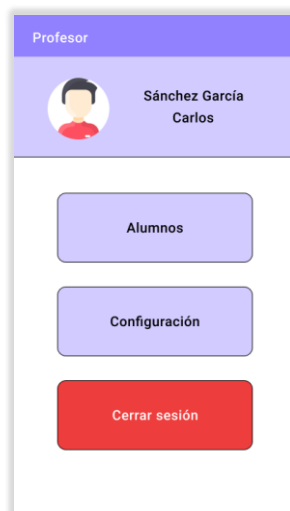 Profesor
Sánchez García
Carlos
Alumnos
Configuración
Cerrar sesión